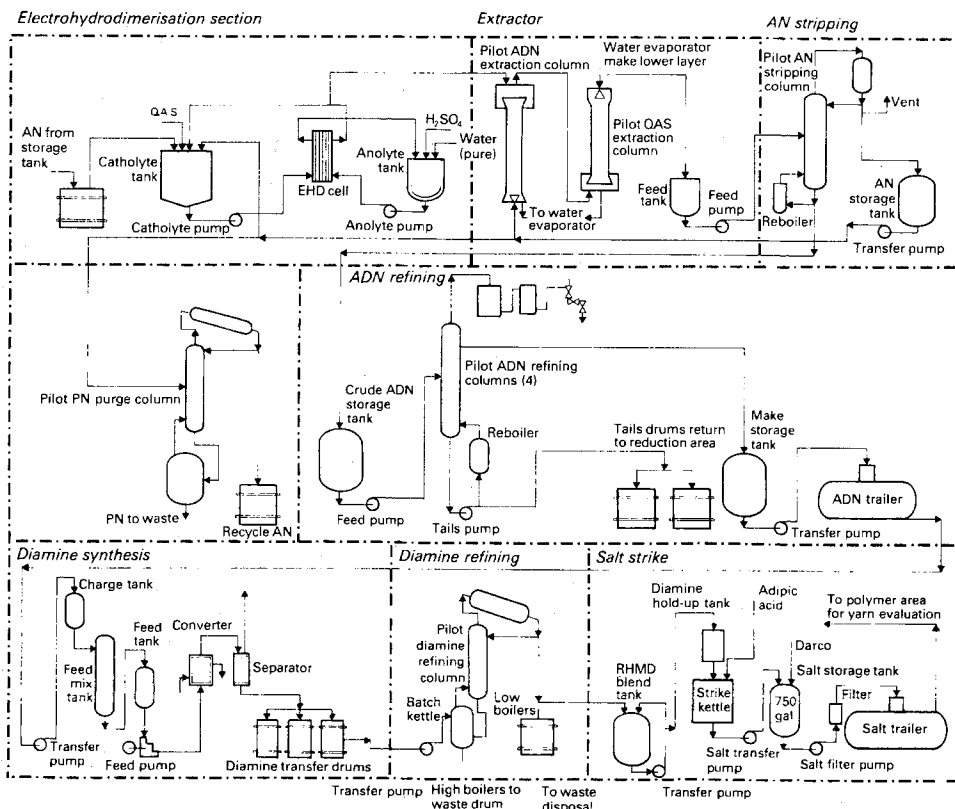 Electrohydrodimerisation section
Extractor
AN stripping
Pilot ADN
extraction column
Water evaporator
make lower layer
Pilot AN
stripping
column
Vent
QAS
AN from
storage
tank
Catholyte
tank
EHD cell
H2SO4
Water
(pure)
Anolyte
tank
Pilot QAS
extraction
column
Feed
tank
Feed
pump
Reboiler
AN
storage
tank
Catholyte pump
Anolyte pump
To water
evaporator
Transfer pump
ADN refining
Pilot PN purge column
PN to waste
Recycle AN
Crude ADN
storage
tank
Pilot ADN refining
columns (4)
Reboiler
Feed pump
Tails pump
Tails drums return
to reduction area
Make
storage
tank
ADN trailer
Transfer pump
Diamine synthesis
Diamine refining
Salt strike
Charge tank
Feed
tank
Converter
Separator
Feed
mix
tank
Transfer
pump
Feed pump
Diamine transfer drums
Pilot
diamine
refining
column
Batch
kettle
Low
boilers
Transfer pump
High boilers to
waste drum
To waste
disposal
Diamine
hold-up tank
Adipic
acid
To polymer area
for yarn evaluation
RHMD
blend
tank
Strike
kettle
Darco
Salt storage tank
750
gal
Filter
Salt trailer
Salt transfer
pump
Salt filter pump
Transfer pump